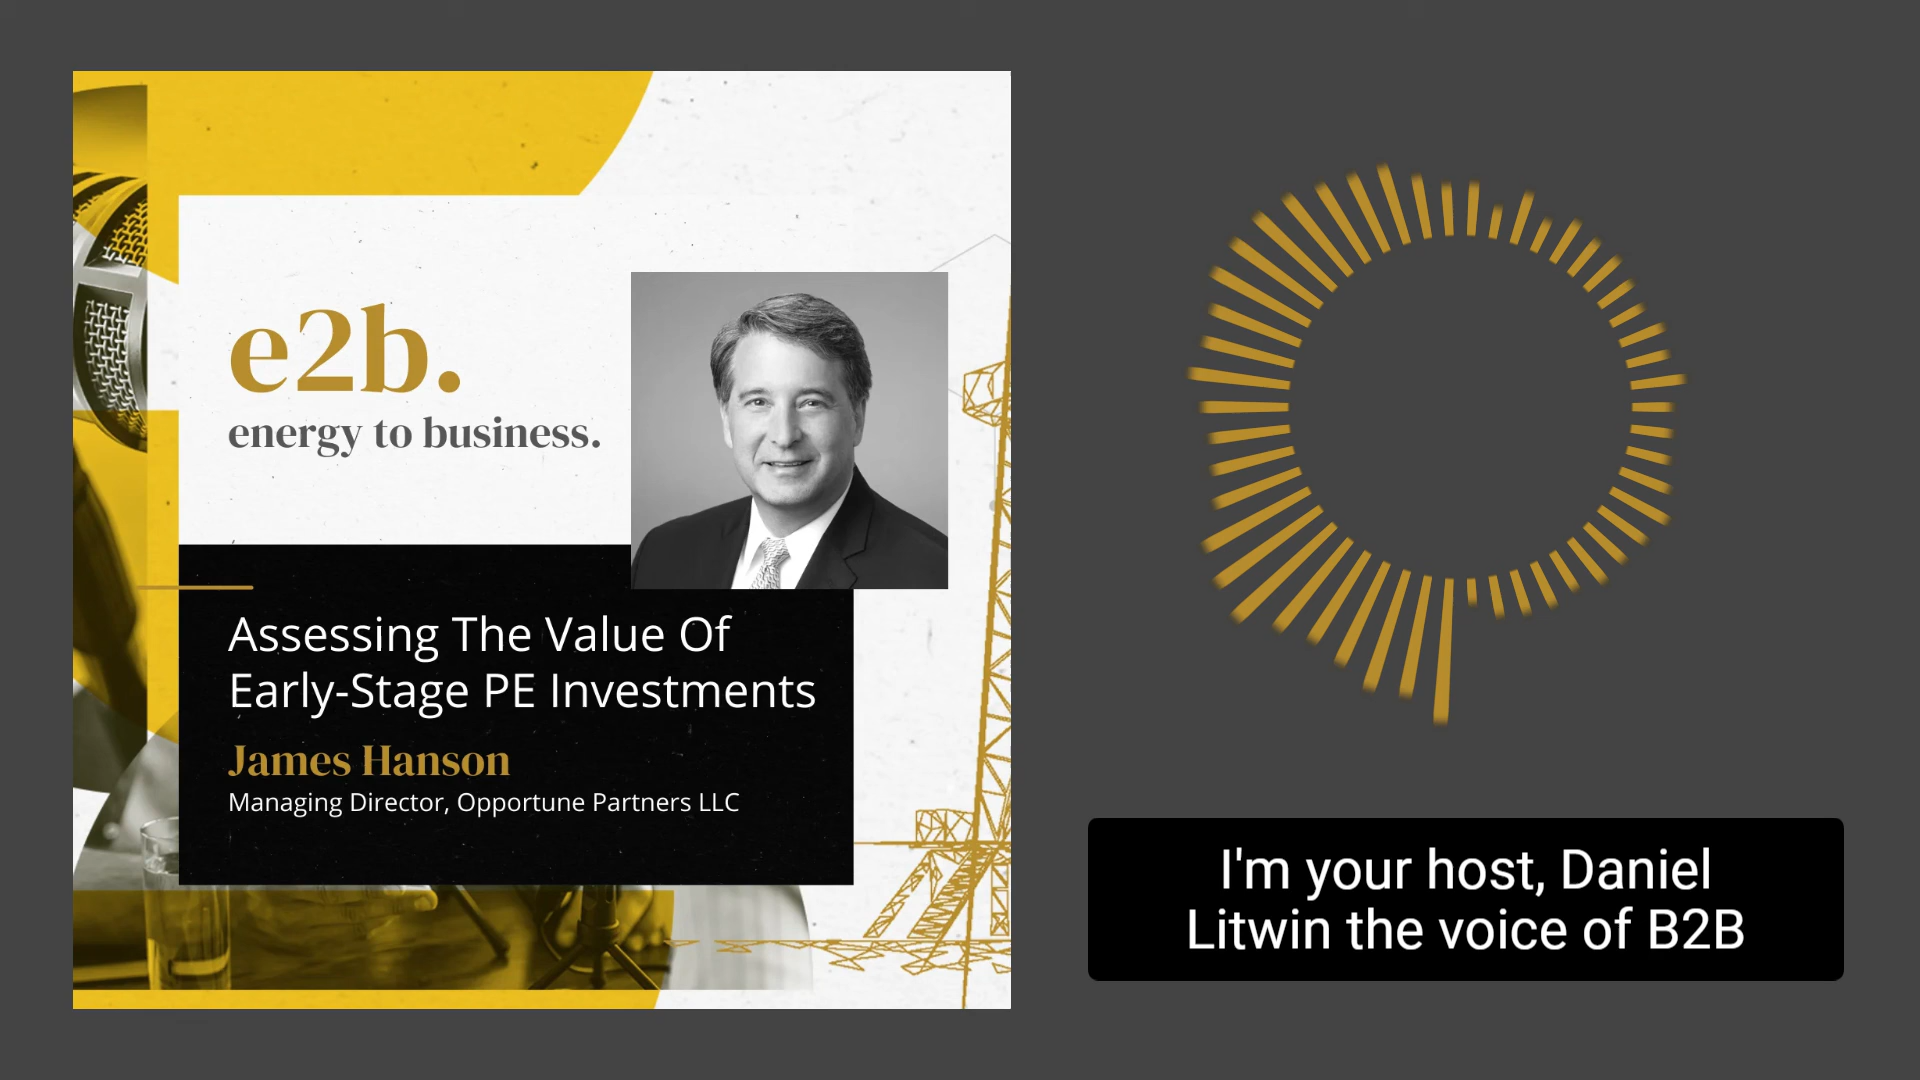 e2b.
energy to business.
Assessing The Value Of
Early-Stage PE Investments
James Hanson
Managing Director, Opportune Partners LLC
I'm your host, Daniel
Litwin the voice of B2B